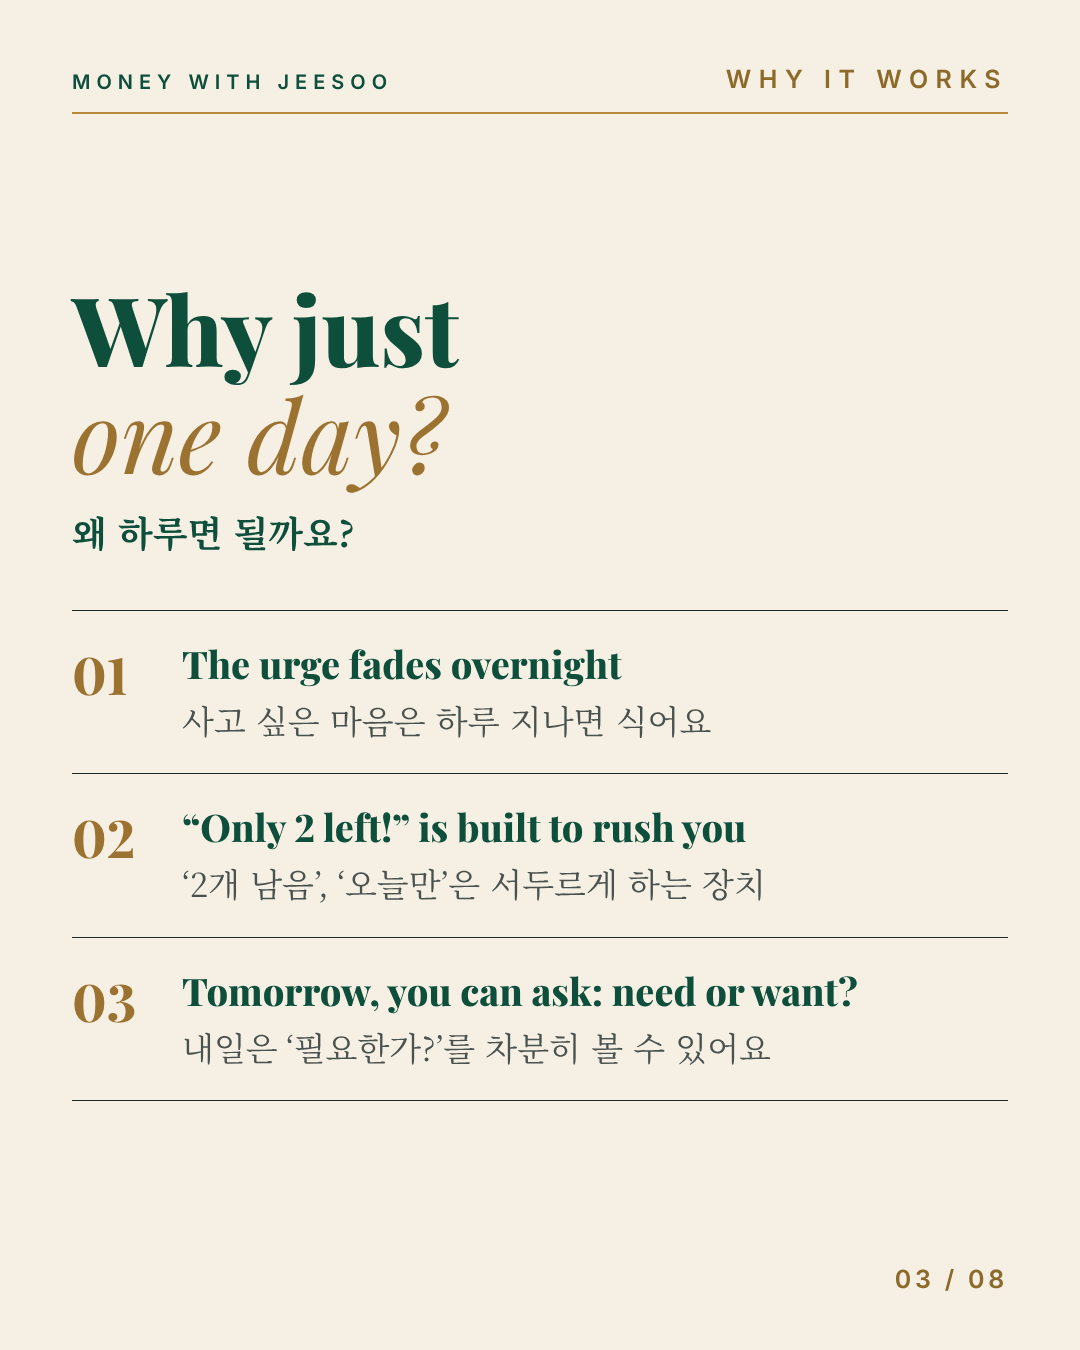 MONEY WITH JEESOO
WHY IT WORKS
Why just
one day?
왜 하루면 될까요?
01
The urge fades overnight
사고 싶은 마음은 하루 지나면 식어요
02
“Only 2 left!” is built to rush you
‘2개 남음’, ‘오늘만’은 서두르게 하는 장치
03
Tomorrow, you can ask: need or want?
내일은 ‘필요한가?’를 차분히 볼 수 있어요
03 / 08